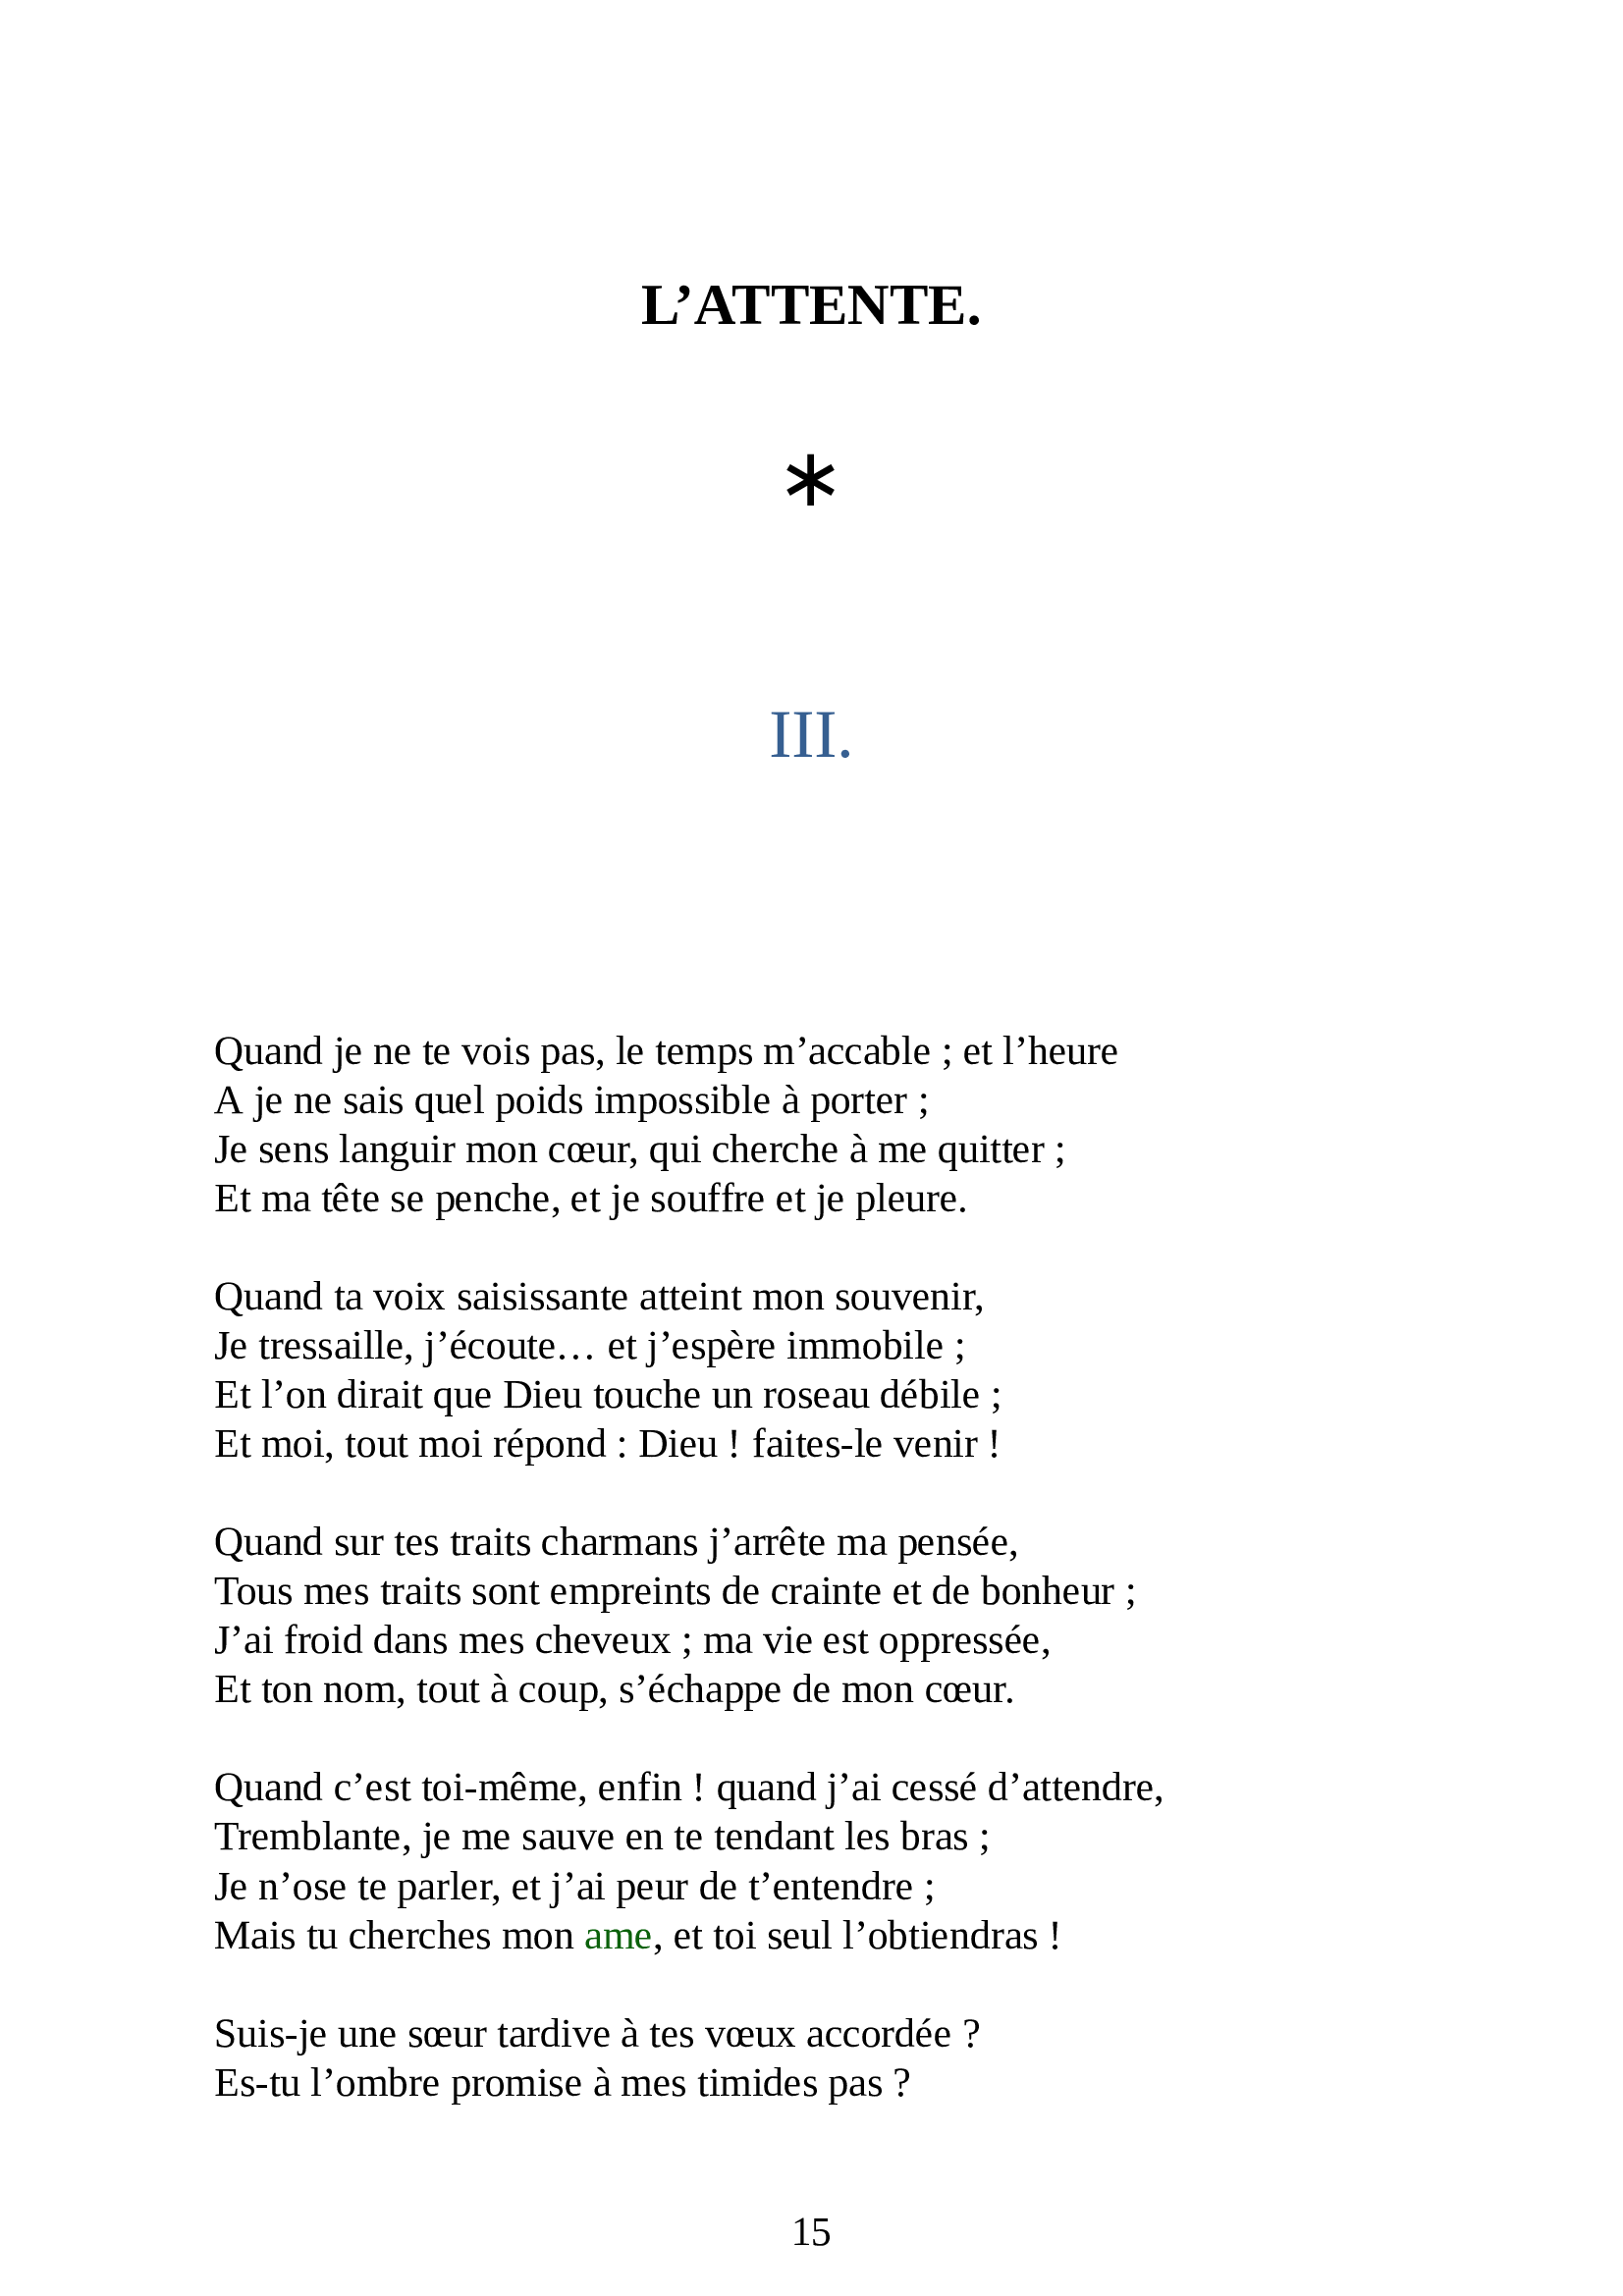 L’ATTENTE.
*
III.
Quand je ne te vois pas, le temps m’accable ; et l’heure
A je ne sais quel poids impossible à porter ;
Je sens languir mon cœur, qui cherche à me quitter ;
Et ma tête se penche, et je souffre et je pleure.
Quand ta voix saisissante atteint mon souvenir,
Je tressaille, j’écoute… et j’espère immobile ;
Et l’on dirait que Dieu touche un roseau débile ;
Et moi, tout moi répond : Dieu ! faites-le venir !
Quand sur tes traits charmans j’arrête ma pensée,
Tous mes traits sont empreints de crainte et de bonheur ;
J’ai froid dans mes cheveux ; ma vie est oppressée,
Et ton nom, tout à coup, s’échappe de mon cœur.
Quand c’est toi-même, enfin ! quand j’ai cessé d’attendre,
Tremblante, je me sauve en te tendant les bras ;
Je n’ose te parler, et j’ai peur de t’entendre ;
Mais tu cherches mon ame, et toi seul l’obtiendras !
Suis-je une sœur tardive à tes vœux accordée ?
Es-tu l’ombre promise à mes timides pas ?
15